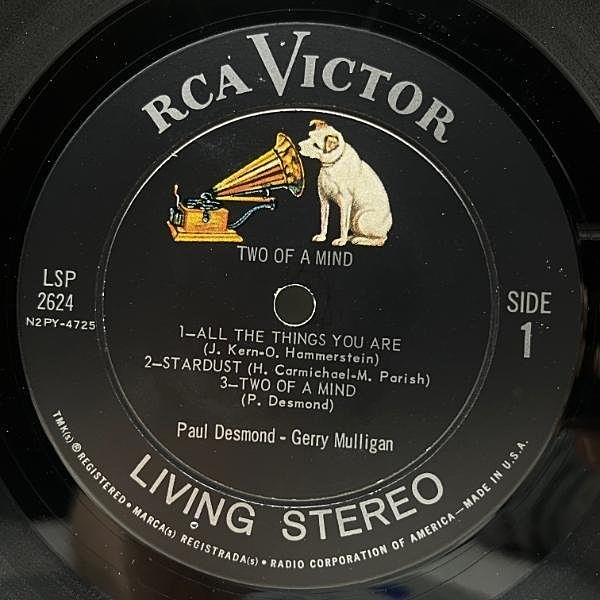 RCA VICTOR
TWO OF A MIND
LSP
2624
N2PY-4725
SIDE
1
1—ALL THE THINGS YOU ARE
(J. Kern-O. Hammerstein)
2—STARDUST (H. Carmichael-M. Parish)
3—TWO OF A MIND
(P. Desmond)
Paul Desmond - Gerry Mulligan
LIVING STEREO
TMK(s) ® REGISTERED • MARCA(s) REGISTRADA(s) • RADIO CORPORATION OF AMERICA—MADE IN U.S.A.